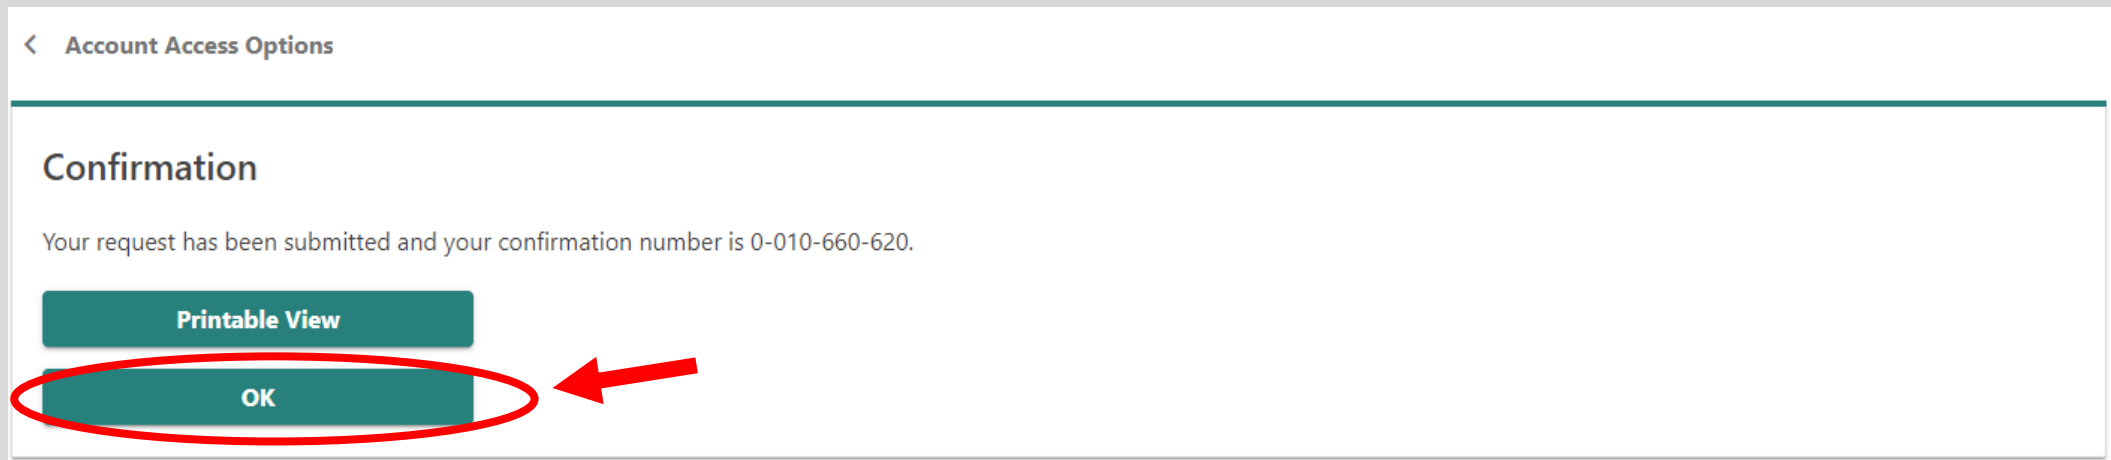 Account Access Options
Confirmation
Your request has been submitted and your confirmation number is 0-010-660-620.
Printable View
OK